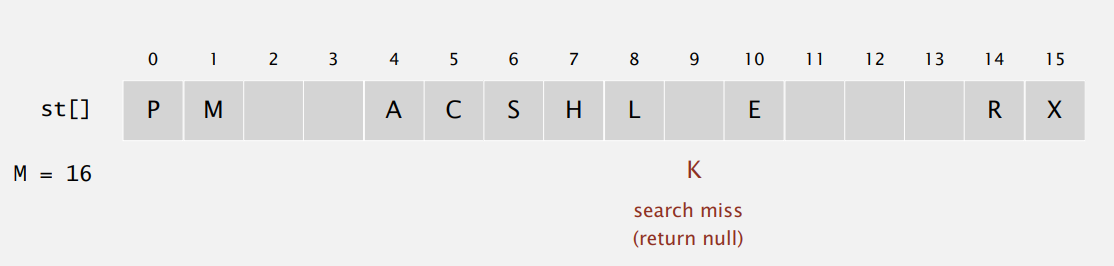 0 1 2 3 4 5 6 7 8 9 10 11 12 13 14 15
st[] P M A C S H L E R X
M = 16 K
search miss
(return null)